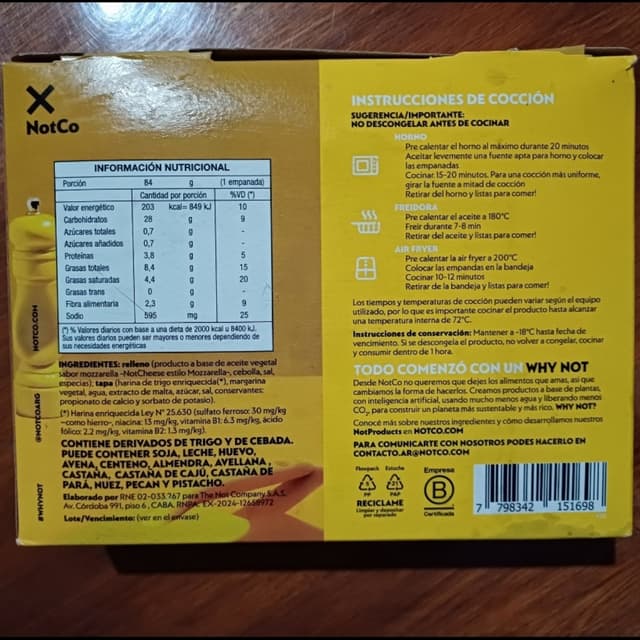 NotCo
INFORMACIÓN NUTRICIONAL
Porción 84 g (1 empanada)
Cantidad por porción %VD (*)
Valor energético 203 kcal= 849 kJ 10
Carbohidratos 28 g 9
Azúcares totales 0,7 g -
Azúcares añadidos 0,7 g -
Proteínas 3,8 g 5
Grasas totales 8,4 g 15
Grasas saturadas 4,4 g 20
Grasas trans 0 g -
Fibra alimentaria 2,3 g 9
Sodio 595 mg 25
(*) % Valores diarios con base a una dieta de 2000 kcal u 8400 kJ.
Sus valores diarios pueden ser mayores o menores dependiendo de
sus necesidades energéticas
INGREDIENTES: relleno (producto a base de aceite vegetal
sabor mozzarella -NotCheese estilo Mozzarella-, cebolla, sal,
especias); tapa (harina de trigo enriquecida(*), margarina
vegetal, agua, extracto de malta, azúcar, sal, conservantes:
propionato de calcio y sorbato de potasio).
(*) Harina enriquecida Ley N° 25.630 (sulfato ferroso: 30 mg/kg
-como hierro-, niacina: 13 mg/kg, vitamina B1: 6.3 mg/kg, ácido
fólico: 2.2 mg/kg, vitamina B2: 1.3 mg/kg).
CONTIENE DERIVADOS DE TRIGO Y DE CEBADA.
PUEDE CONTENER SOJA, LECHE, HUEVO,
AVENA, CENTENO, ALMENDRA, AVELLANA,
CASTAÑA, CASTAÑA DE CAJÚ, CASTAÑA DE
PARÁ, NUEZ, PECAN Y PISTACHO.
Elaborado por RNE 02-033.767 para The Not Company S.A.S.
Av. Córdoba 991, piso 6, CABA. RNPA: EX-2024-12658972
Lote/Vencimiento: (ver en el envase)
#WHYNOT
@NOTCOARG
NOTCO.COM
INSTRUCCIONES DE COCCIÓN
SUGERENCIA/IMPORTANTE:
NO DESCONGELAR ANTES DE COCINAR
HORNO
Pre calentar el horno al máximo durante 20 minutos
Aceitar levemente una fuente apta para horno y colocar
las empanadas
Cocinar: 15-20 minutos. Para una cocción más uniforme,
girar la fuente a mitad de cocción
Retirar del horno y listas para comer!
FREIDORA
Pre calentar el aceite a 180°C
Freir durante 7-8 min
Retirar del aceite y listas para comer!
AIR FRYER
Pre calentar la air fryer a 200°C
Colocar las empandas en la bandeja
Cocinar 10-12 minutos
Retirar de la bandeja y listas para comer!
Los tiempos y temperaturas de cocción pueden variar según el equipo
utilizado, por lo que es importante cocinar el producto hasta alcanzar
una temperatura interna de 72°C.
Instrucciones de conservación: Mantener a -18°C hasta fecha de
vencimiento. Si se descongela el producto, no volver a congelar, cocinar
y consumir dentro de 1 hora.
TODO COMENZÓ CON UN WHY NOT
Desde NotCo no queremos que dejes los alimentos que amas, asi que
cambiamos la forma de hacerlos. Creamos productos a base de plantas,
con inteligencia artificial, usando mucho menos agua y liberando menos
CO₂, para construir un planeta más sustentable y más rico. WHY NOT?
Conocé más sobre nuestros ingredientes y cómo desarrollamos nuestros
NotProducts en NOTCO.COM
PARA COMUNICARTE CON NOSOTROS PODES HACERLO EN
CONTACTO.AR@NOTCO.COM
Flowpack Estuche
PP 21 PAP
RECICLAME
Limpiar y depositar
por separado
Empresa
B
Certificada
7 798342 151698